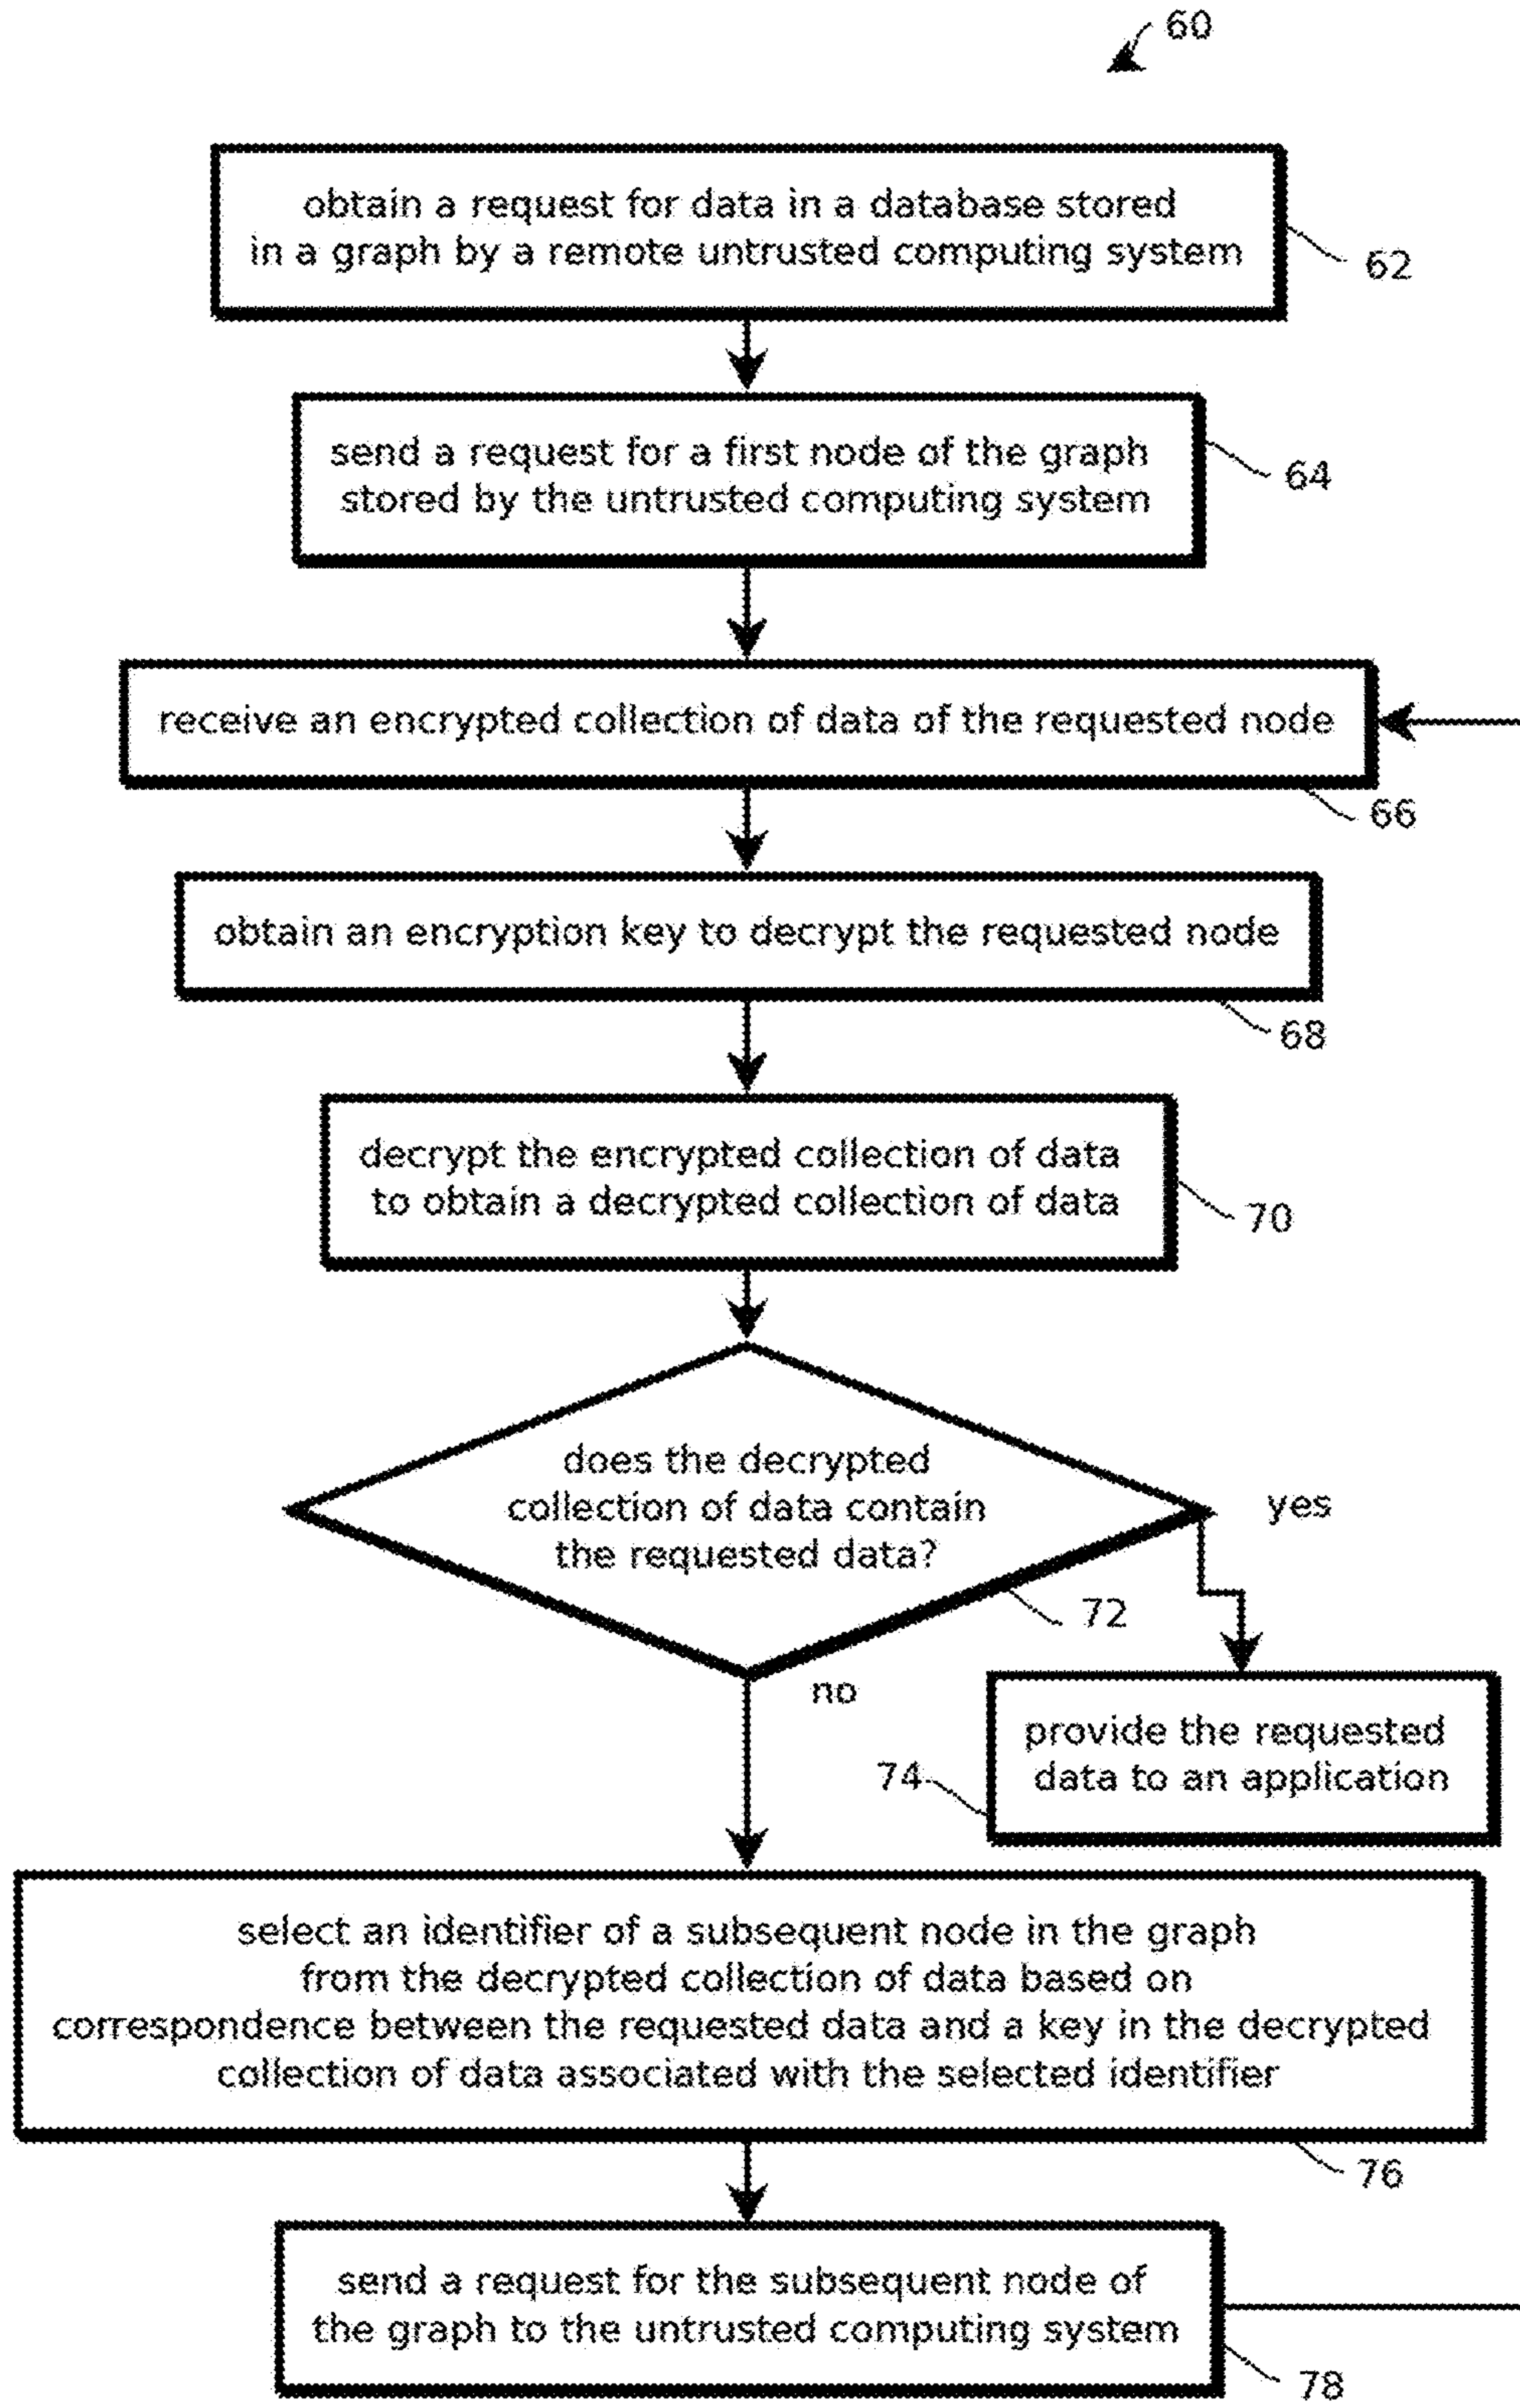 60
obtain a request for data in a database stored
in a graph by a remote untrusted computing system
62
send a request for a first node of the graph
stored by the untrusted computing system
64
receive an encrypted collection of data of the requested node
66
obtain an encryption key to decrypt the requested node
68
decrypt the encrypted collection of data
to obtain a decrypted collection of data
70
does the decrypted
collection of data contain
the requested data?
yes
72
no
provide the requested
data to an application
74
select an identifier of a subsequent node in the graph
from the decrypted collection of data based on
correspondence between the requested data and a key in the decrypted
collection of data associated with the selected identifier
76
send a request for the subsequent node of
the graph to the untrusted computing system
78